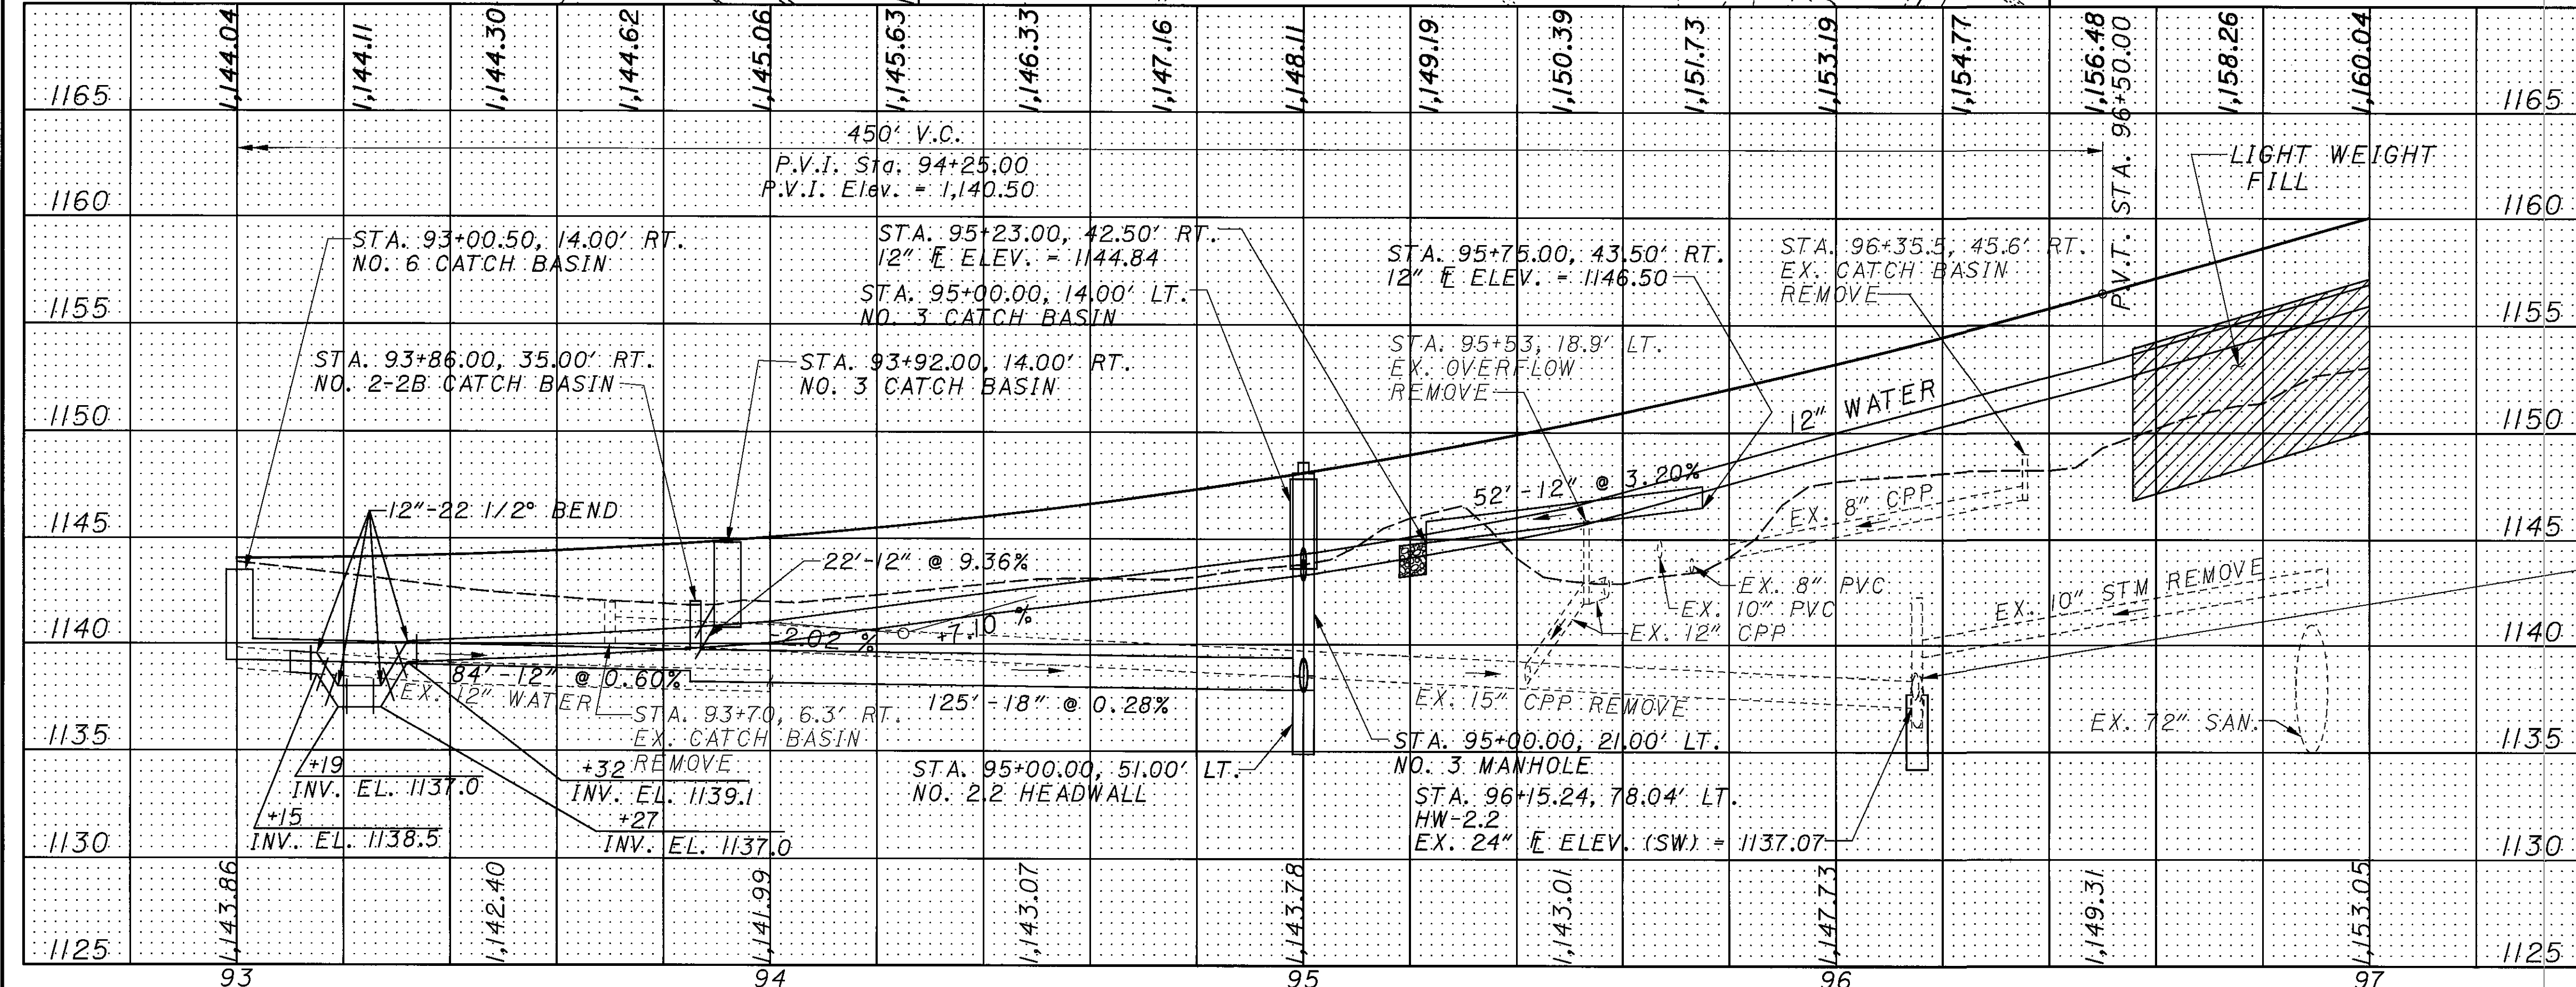 1,144.04
1,144.11
1,144.30
1,144.62
1,145.06
1,145.63
1,146.33
1,147.16
1,148.11
1,149.19
1,150.39
1,151.73
1,153.19
1,154.77
1,156.48
P.V.T. STA. 96+50.00
1,158.26
1,160.04
1165
1165
450' V.C.
P.V.I. Sta. 94+25.00
P.V.I. Elev. = 1,140.50
LIGHT WEIGHT
FILL
1160
1160
STA. 93+00.50, 14.00' RT.
NO. 6 CATCH BASIN
STA. 95+23.00, 42.50' RT.
12" ℄ ELEV. = 1144.84
STA. 95+75.00, 43.50' RT.
12" ℄ ELEV. = 1146.50
STA. 96+35.5, 45.6' RT.
EX. CATCH BASIN
REMOVE
STA. 95+00.00, 14.00' LT.
NO. 3 CATCH BASIN
1155
1155
STA. 93+86.00, 35.00' RT.
NO. 2-2B CATCH BASIN
STA. 93+92.00, 14.00' RT.
NO. 3 CATCH BASIN
STA. 95+53, 18.9' LT.
EX. OVERFLOW
REMOVE
12" WATER
1150
1150
12"-22 1/2° BEND
52'-12" @ 3.20%
EX. 8" CPP
1145
1145
22'-12" @ 9.36%
EX. 8" PVC
EX. 10" PVC
EX. 12" CPP
EX. 10" STM REMOVE
1140
1140
-2.02 %
+7.10 %
84'-12" @ 0.60%
EX. 12" WATER
125'-18" @ 0.28%
EX. 15" CPP REMOVE
STA. 93+70, 6.3' RT.
EX. CATCH BASIN
REMOVE
EX. 72" SAN.
1135
1135
STA. 95+00.00, 21.00' LT.
NO. 3 MANHOLE
STA. 95+00.00, 51.00' LT.
NO. 2.2 HEADWALL
+19
INV. EL. 1137.0
+32
INV. EL. 1139.1
STA. 96+15.24, 78.04' LT.
HW-2.2
EX. 24" ℄ ELEV. (SW) = 1137.07
+15
INV. EL. 1138.5
+27
INV. EL. 1137.0
1130
1130
1,143.86
1,142.40
1,141.99
1,143.07
1,143.78
1,143.01
1,147.73
1,149.31
1,153.05
1125
1125
93
94
95
96
97